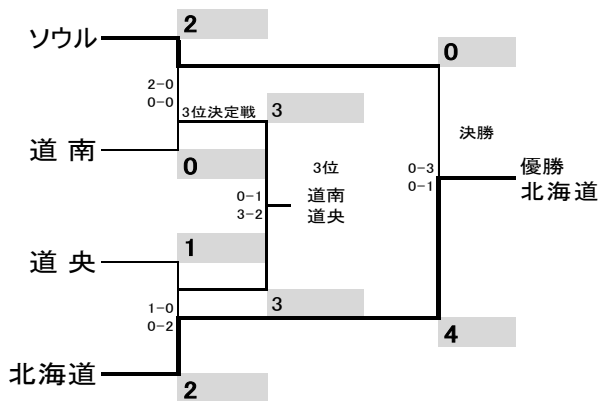 2
ソウル
0
2-0
0-0
3位決定戦
3
決勝
道 南
0
3位
道南
道央
0-1
3-2
0-3
0-1
優勝
北海道
1
道 央
1-0
0-2
3
4
北海道
2